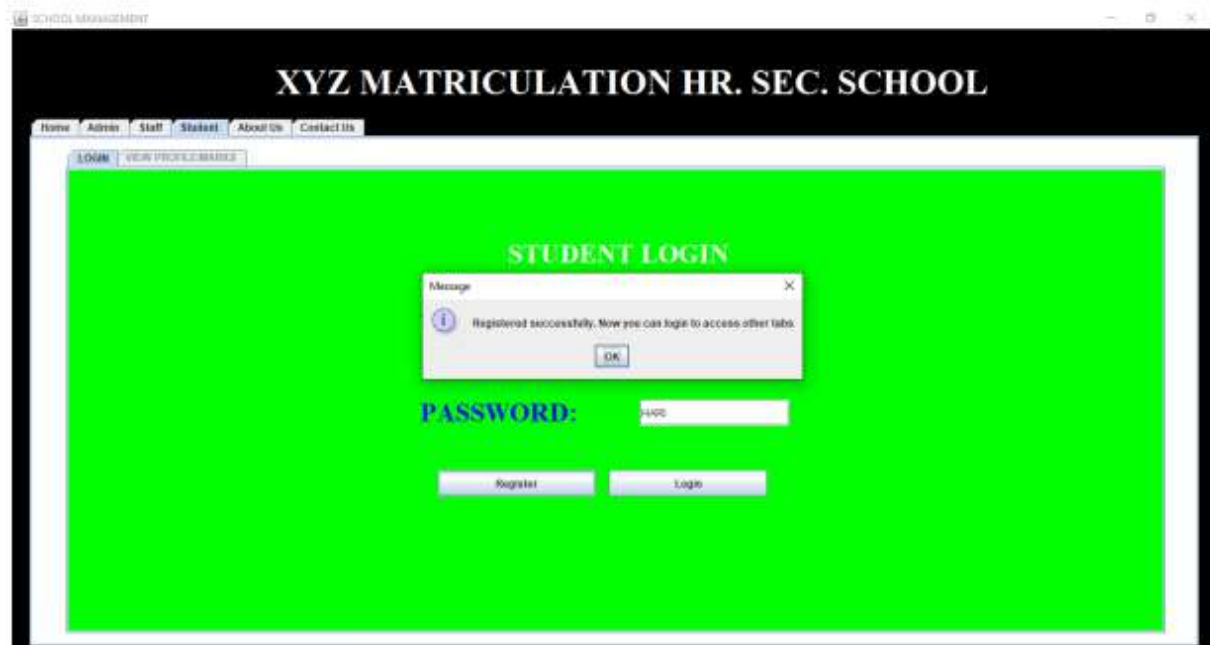 SCHOOL MANAGEMENT
XYZ MATRICULATION HR. SEC. SCHOOL
Home Admin Staff Student About Us Contact Us
LOGIN VIEW PROFILE/MARKS
STUDENT LOGIN
Message
Registered successfully. Now you can login to access other tabs
OK
PASSWORD:
Register Login